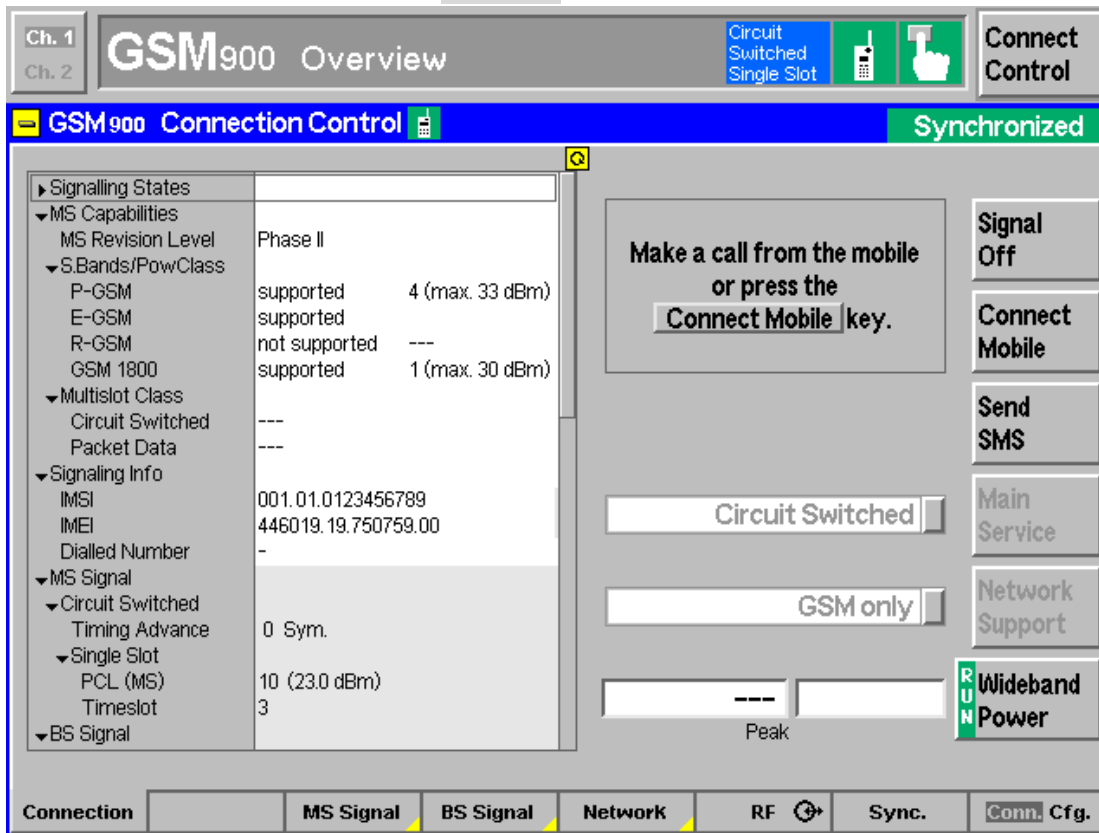 Ch. 1
Ch. 2
GSM900 Overview
Circuit
Switched
Single Slot
Connect
Control
GSM 900 Connection Control
Synchronized
Signalling States
MS Capabilities
MS Revision Level Phase II
S.Bands/PowClass
P-GSM supported 4 (max. 33 dBm)
E-GSM supported
R-GSM not supported ---
GSM 1800 supported 1 (max. 30 dBm)
Multislot Class
Circuit Switched ---
Packet Data ---
Signaling Info
IMSI 001.01.0123456789
IMEI 446019.19.750759.00
Dialled Number -
MS Signal
Circuit Switched
Timing Advance 0 Sym.
Single Slot
PCL (MS) 10 (23.0 dBm)
Timeslot 3
BS Signal
Make a call from the mobile
or press the
Connect Mobile key.
Circuit Switched
GSM only
---
Peak
Signal
Off
Connect
Mobile
Send
SMS
Main
Service
Network
Support
RUN
Wideband
Power
Connection MS Signal BS Signal Network RF Sync. Conn. Cfg.